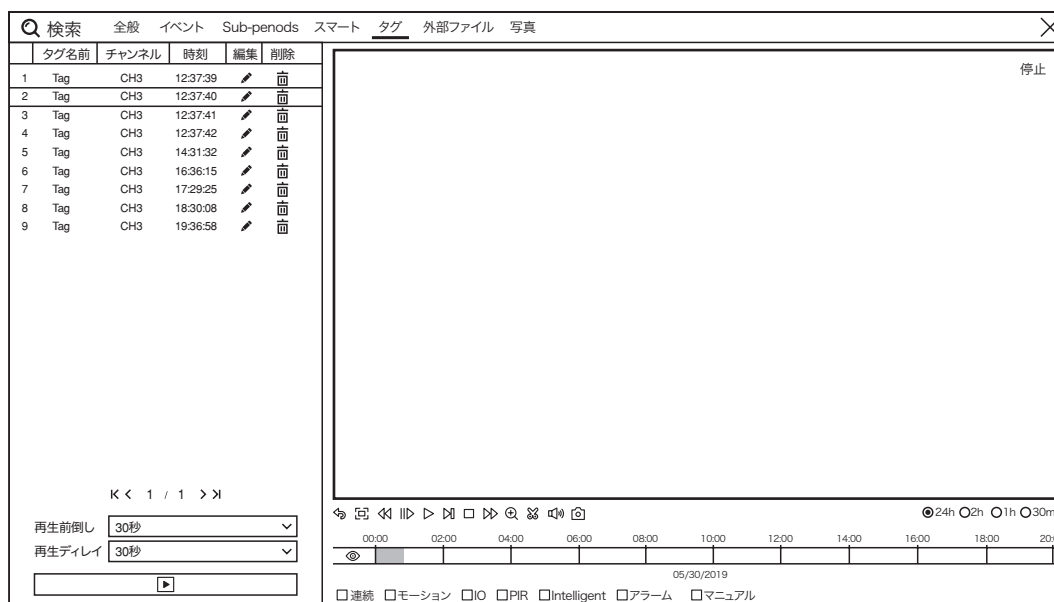 検索 全般 イベント Sub-penods スマート タグ 外部ファイル 写真
タグ名前 チャンネル 時刻 編集 削除
停止
1 Tag CH3 12:37:39
2 Tag CH3 12:37:40
3 Tag CH3 12:37:41
4 Tag CH3 12:37:42
5 Tag CH3 14:31:32
6 Tag CH3 16:36:15
7 Tag CH3 17:29:25
8 Tag CH3 18:30:08
9 Tag CH3 19:36:58
1 / 1
再生前倒し 30秒
再生ディレイ 30秒
24h 2h 1h 30m
00:00 02:00 04:00 06:00 08:00 10:00 12:00 14:00 16:00 18:00 20:0
05/30/2019
連続 モーション IO PIR Intelligent アラーム マニュアル